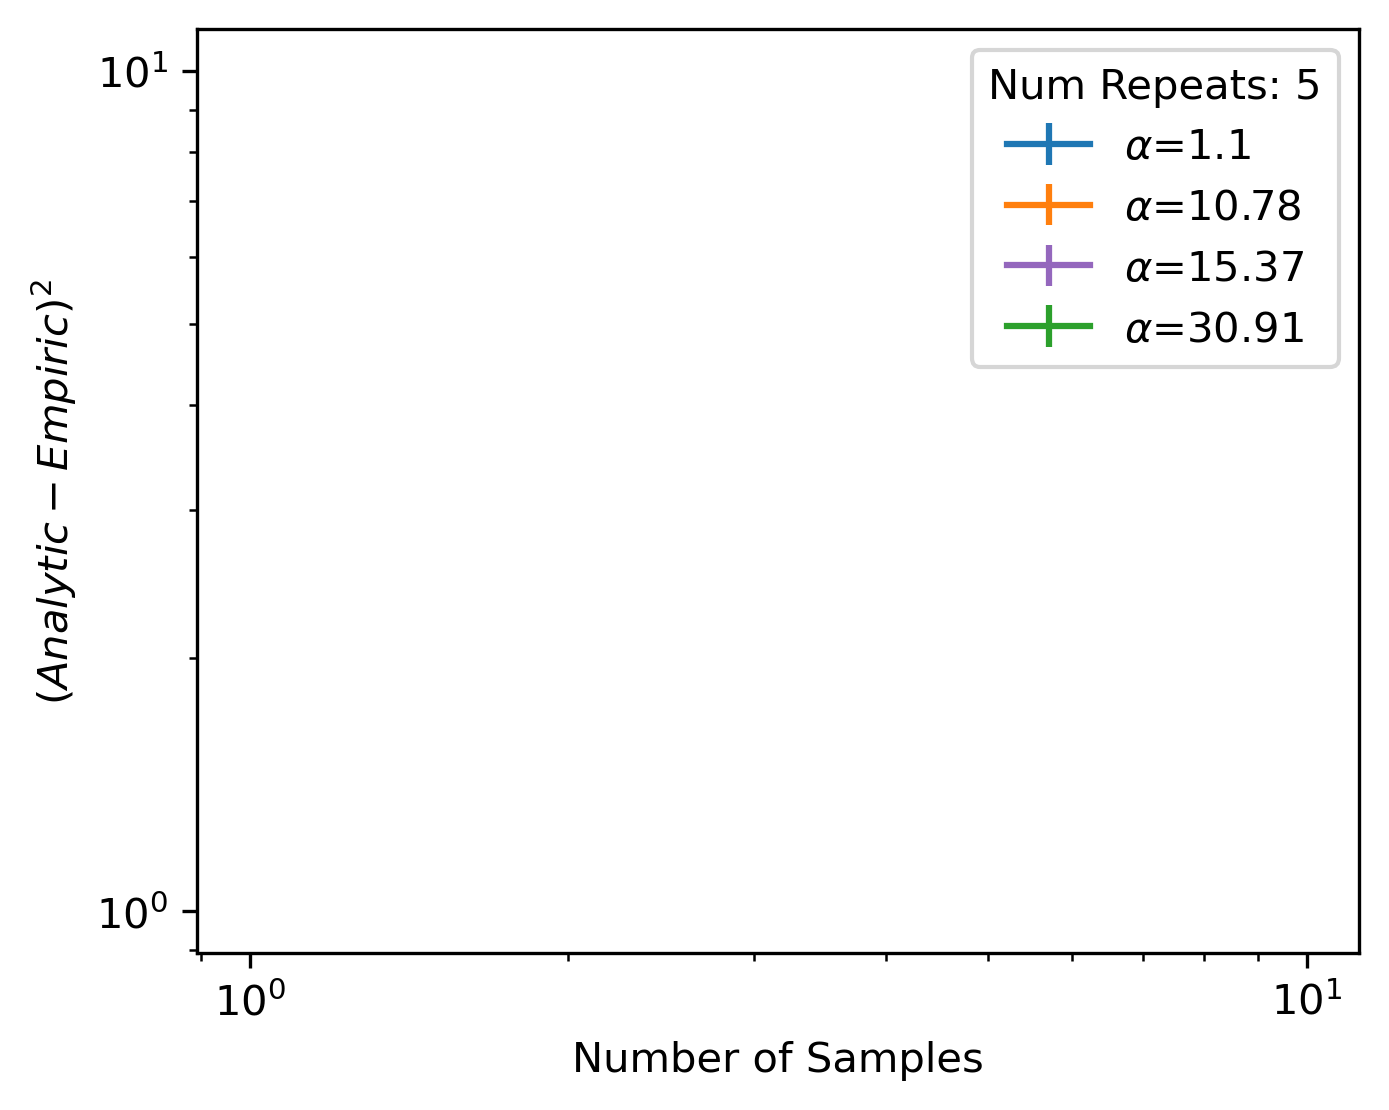 10¹
10⁰
(Analytic − Empiric)²
Num Repeats: 5
α=1.1
α=10.78
α=15.37
α=30.91
10⁰
10¹
Number of Samples